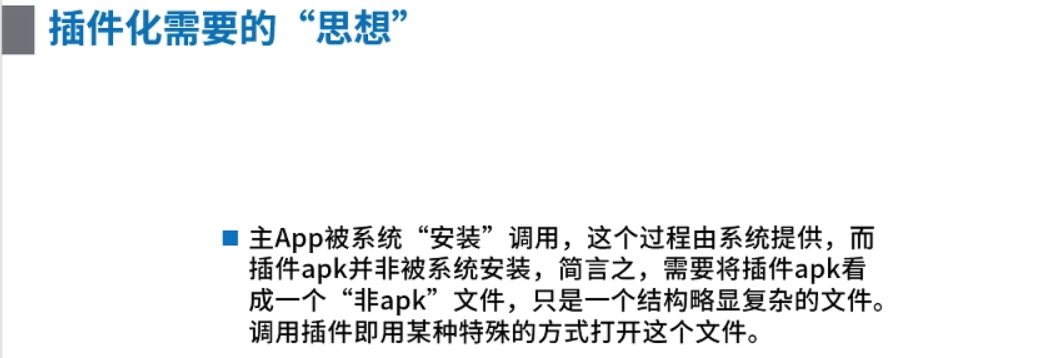 插件化需要的“思想”
主App被系统“安装”调用，这个过程由系统提供，而
插件apk并非被系统安装，简言之，需要将插件apk看
成一个“非apk”文件，只是一个结构略显复杂的文件。
调用插件即用某种特殊的方式打开这个文件。